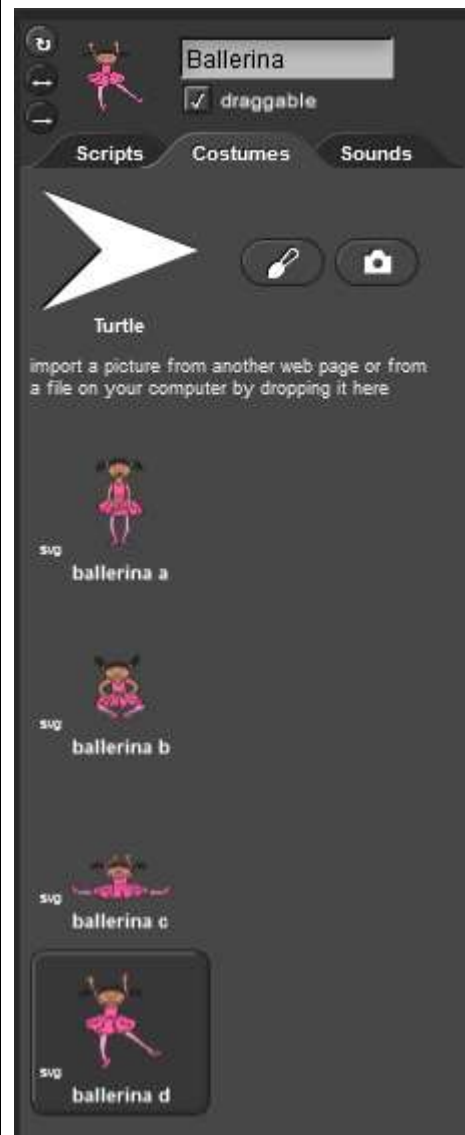 Ballerina
draggable
Scripts Costumes Sounds
Turtle
import a picture from another web page or from
a file on your computer by dropping it here
svg
ballerina a
svg
ballerina b
svg
ballerina c
svg
ballerina d